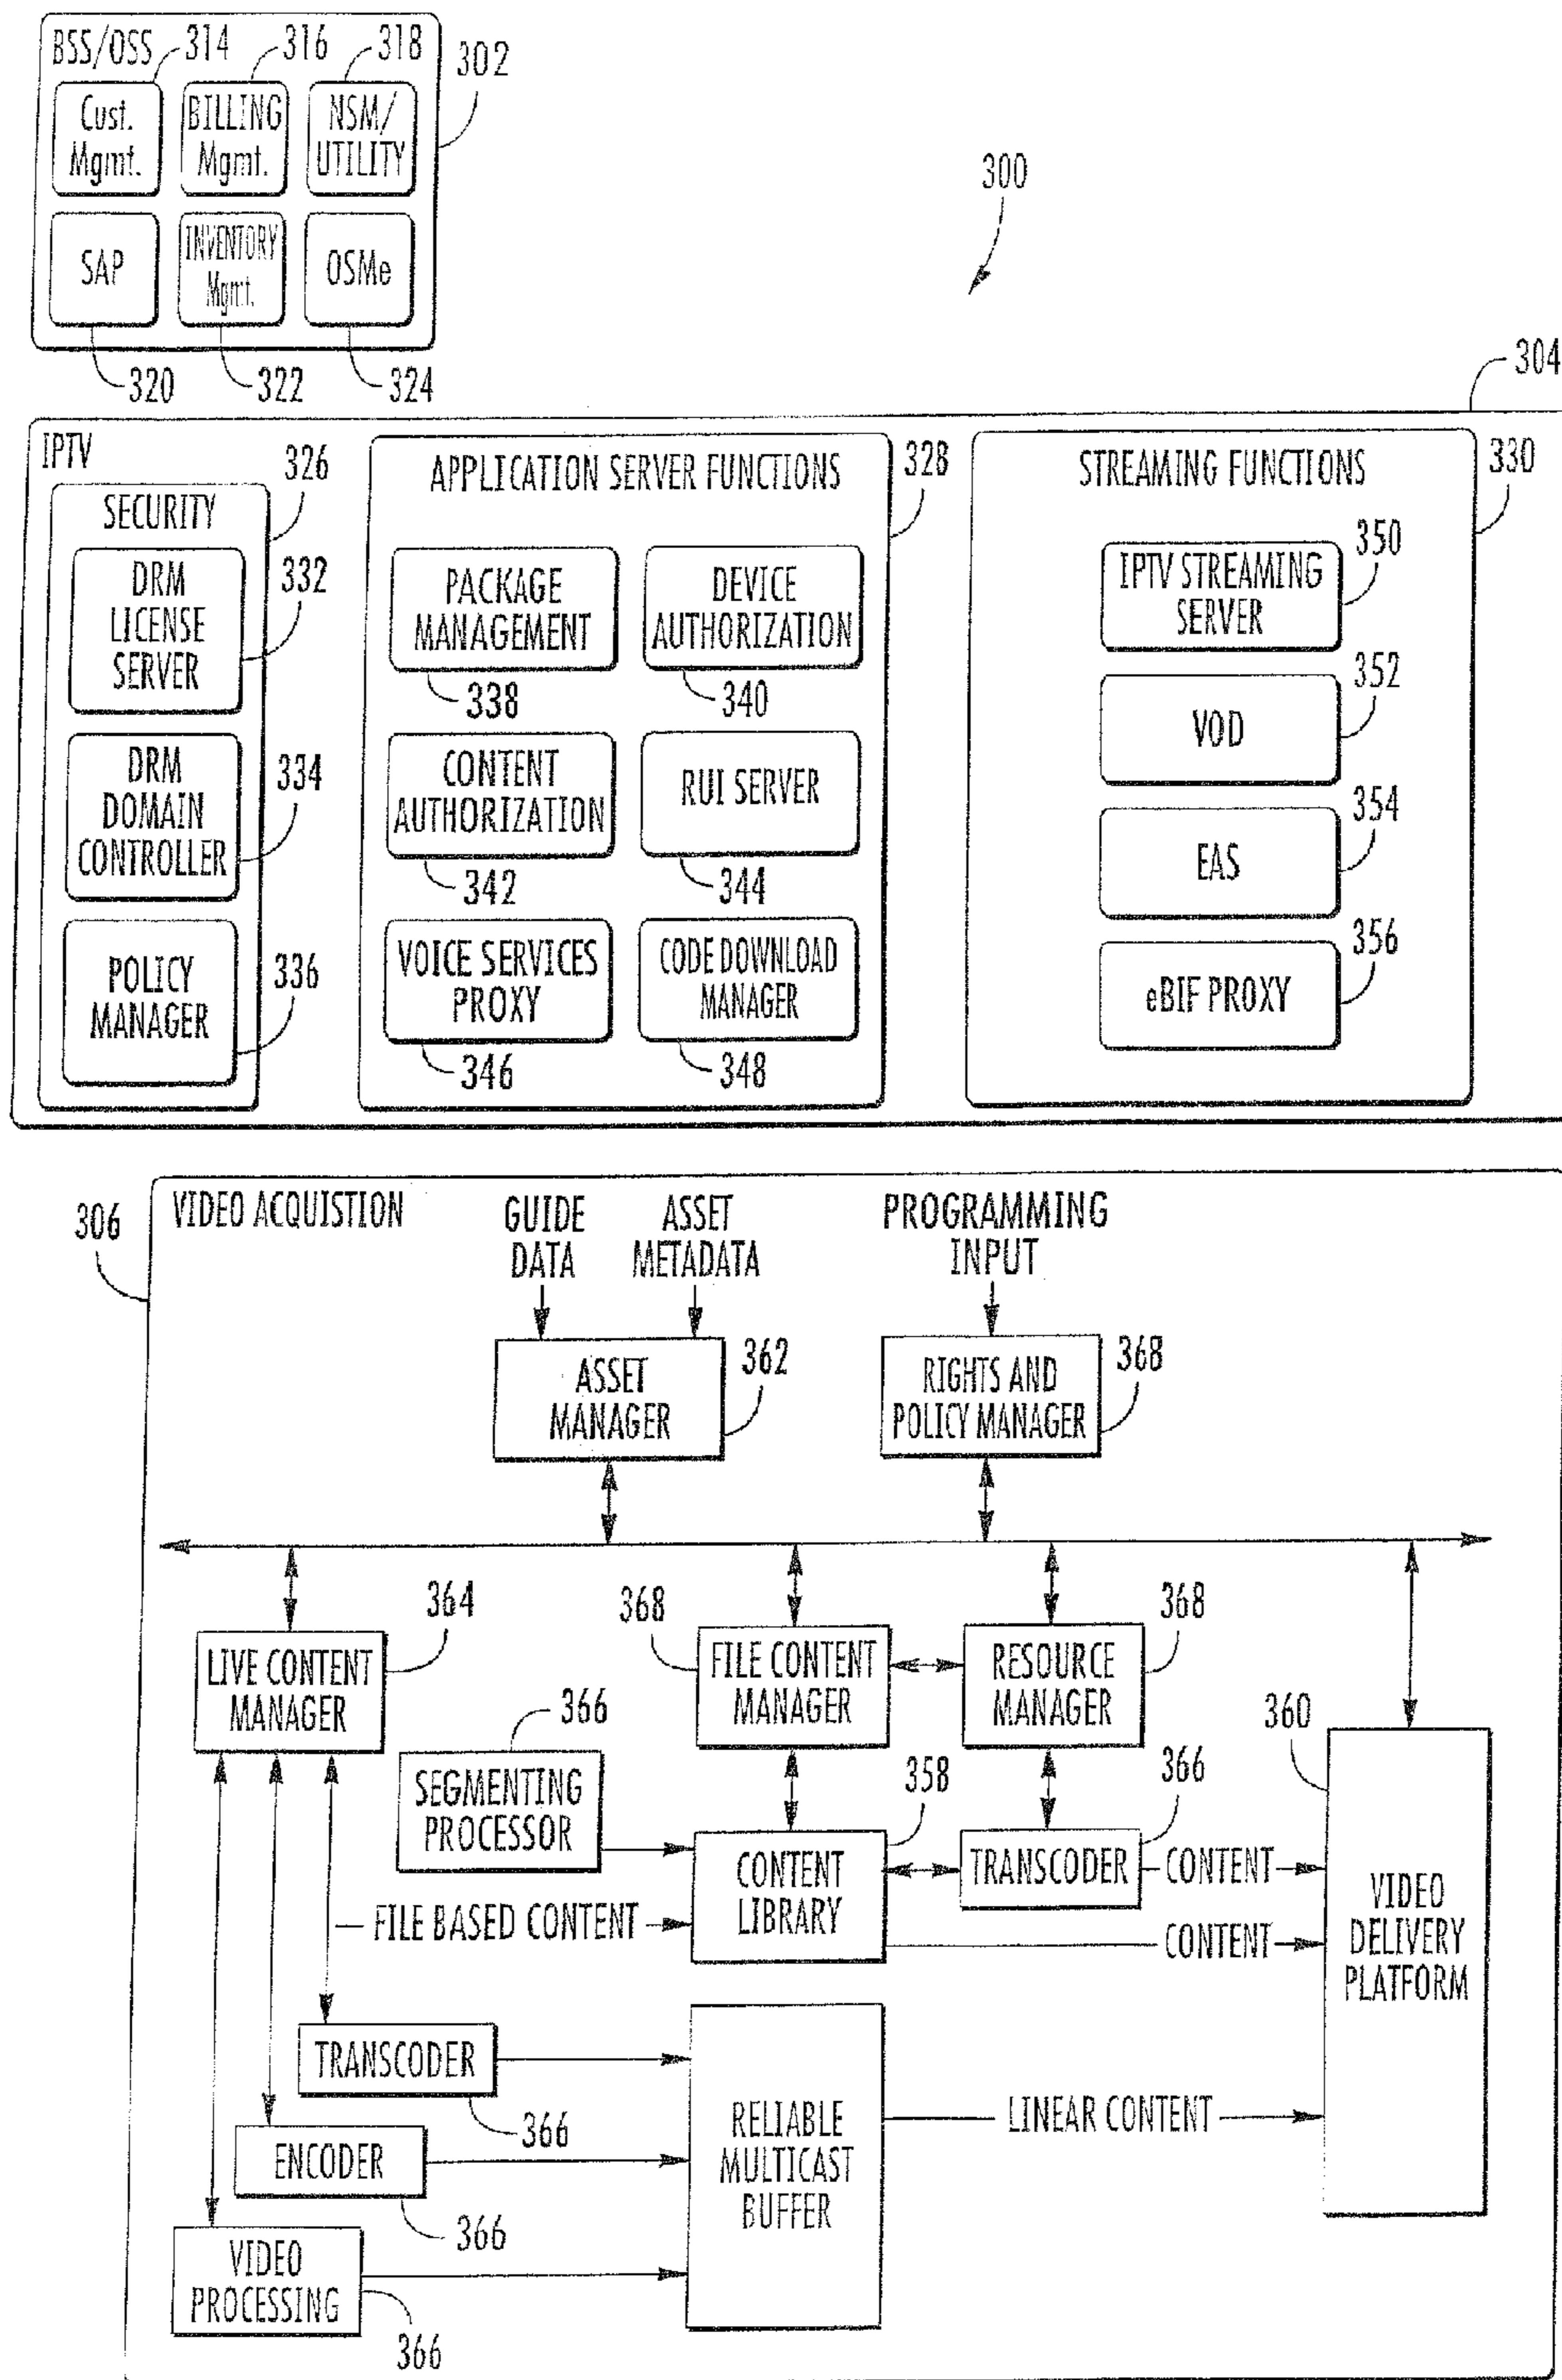 BSS/OSS
314
316
318
302
Cust.
Mgmt.
BILLING
Mgmt.
NSM/
UTILITY
SAP
INVENTORY
Mgmt.
OSMe
320
322
324
300
304
IPTV
326
SECURITY
DRM
LICENSE
SERVER
332
DRM
DOMAIN
CONTROLLER
334
POLICY
MANAGER
336
APPLICATION SERVER FUNCTIONS
328
PACKAGE
MANAGEMENT
338
DEVICE
AUTHORIZATION
340
CONTENT
AUTHORIZATION
342
RUI SERVER
344
VOICE SERVICES
PROXY
346
CODE DOWNLOAD
MANAGER
348
STREAMING FUNCTIONS
330
IPTV STREAMING
SERVER
350
VOD
352
EAS
354
eBIF PROXY
356
306
VIDEO ACQUISTION
GUIDE
DATA
ASSET
METADATA
PROGRAMMING
INPUT
ASSET
MANAGER
362
RIGHTS AND
POLICY MANAGER
368
LIVE CONTENT
MANAGER
364
368
FILE CONTENT
MANAGER
RESOURCE
MANAGER
368
366
SEGMENTING
PROCESSOR
358
CONTENT
LIBRARY
366
TRANSCODER
CONTENT
360
VIDEO
DELIVERY
PLATFORM
FILE BASED CONTENT
CONTENT
TRANSCODER
366
ENCODER
366
VIDEO
PROCESSING
366
RELIABLE
MULTICAST
BUFFER
LINEAR CONTENT